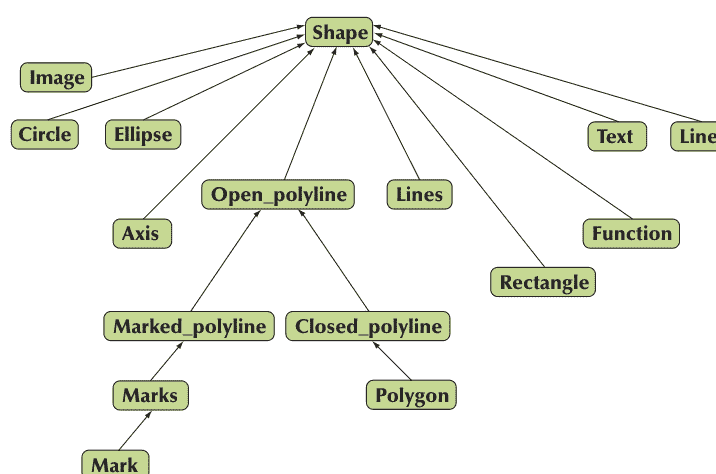 Shape
Image
Circle
Ellipse
Text
Line
Open_polyline
Lines
Axis
Function
Rectangle
Marked_polyline
Closed_polyline
Marks
Polygon
Mark